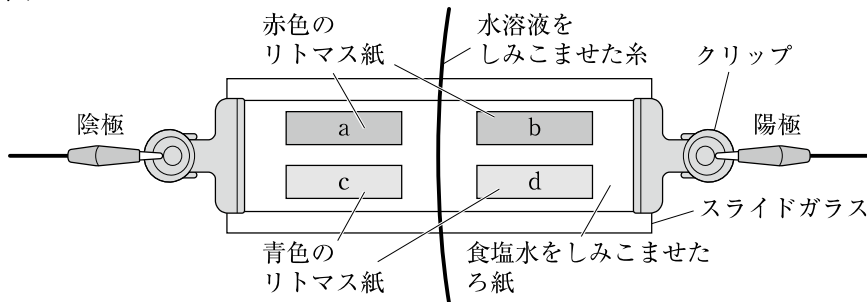 赤色の
リトマス紙
水溶液を
しみこませた糸
クリップ
陰極
a
b
陽極
c
d
スライドガラス
青色の
リトマス紙
食塩水をしみこませた
ろ紙